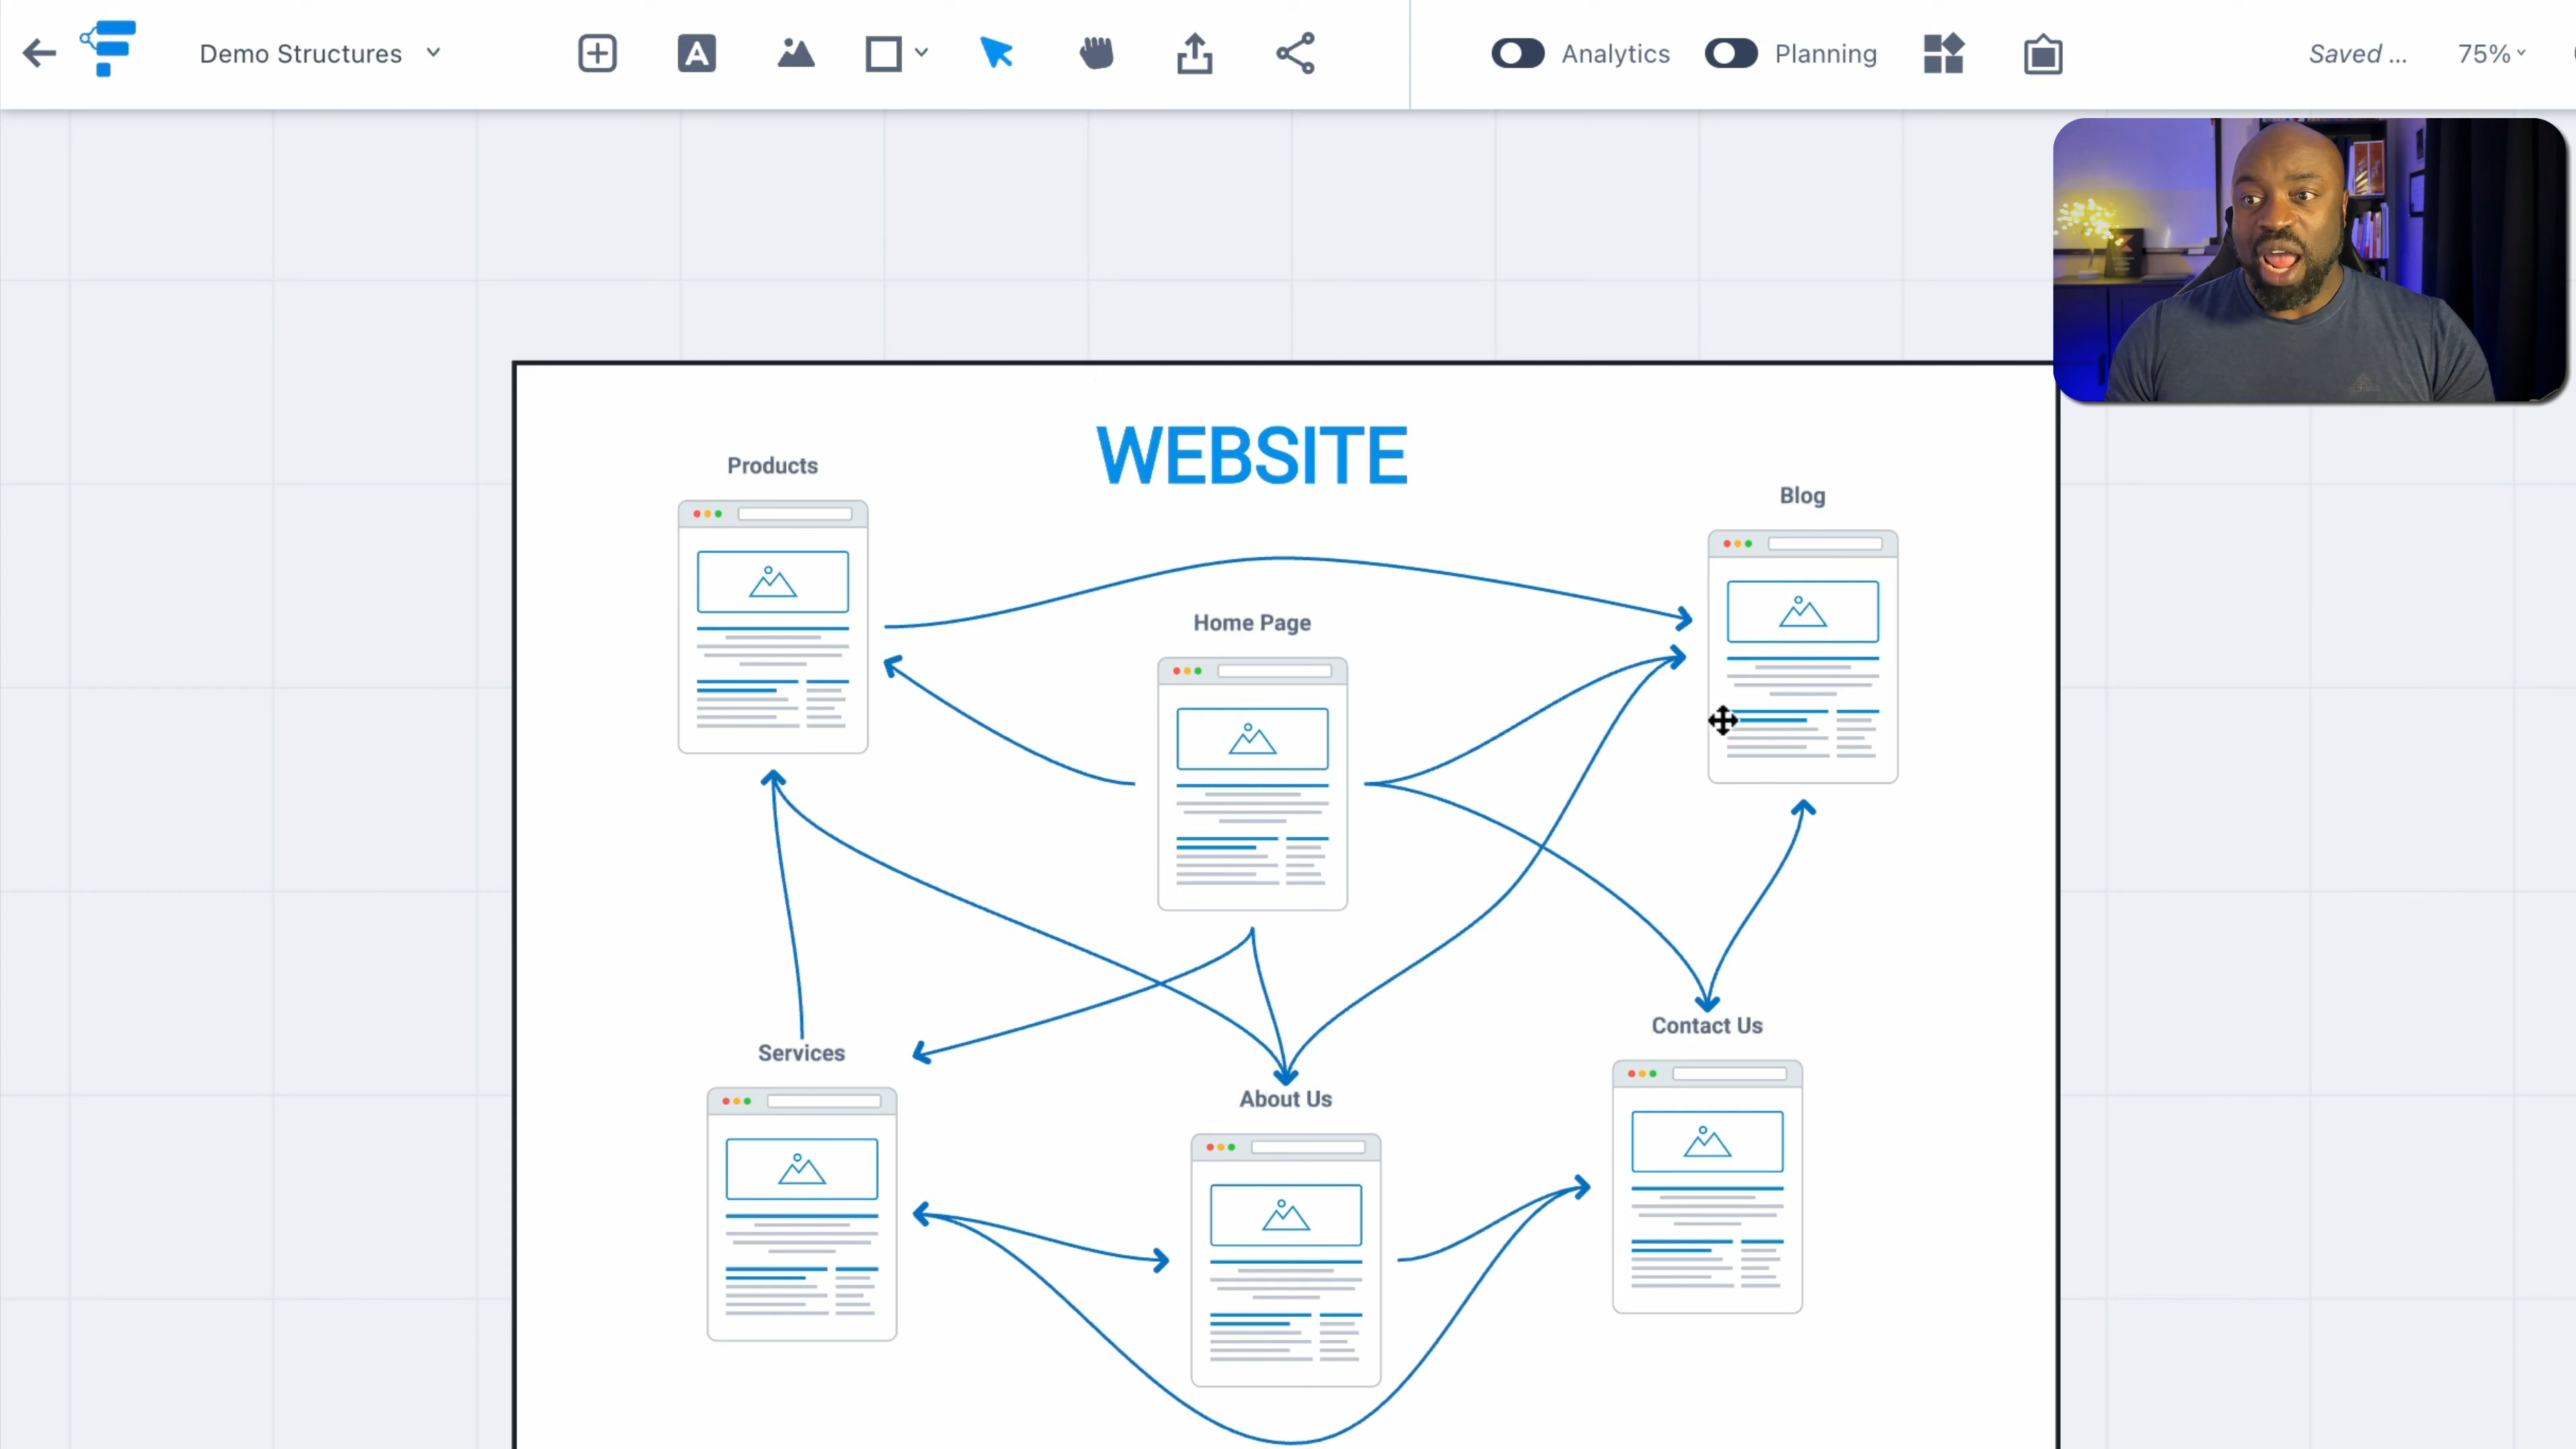 Demo Structures
Analytics
Planning
Saved ...
75%
WEBSITE
Products
Blog
Home Page
Services
About Us
Contact Us